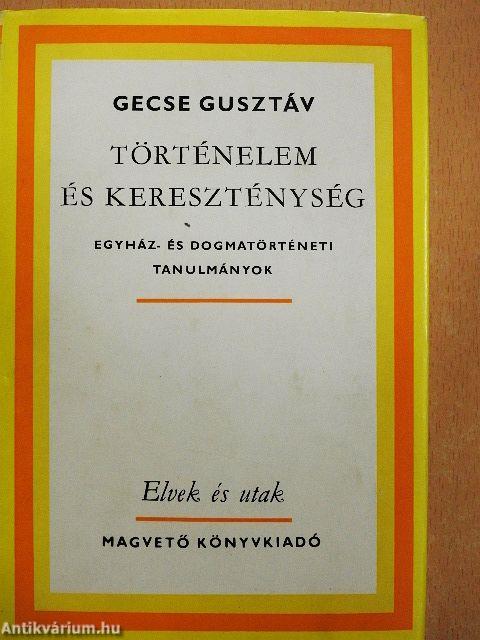 GECSE GUSZTÁV
TÖRTÉNELEM
ÉS KERESZTÉNYSÉG
EGYHÁZ- ÉS DOGMATÖRTÉNETI
TANULMÁNYOK
Elvek és utak
MAGVETŐ KÖNYVKIADÓ
Antikvárium.hu